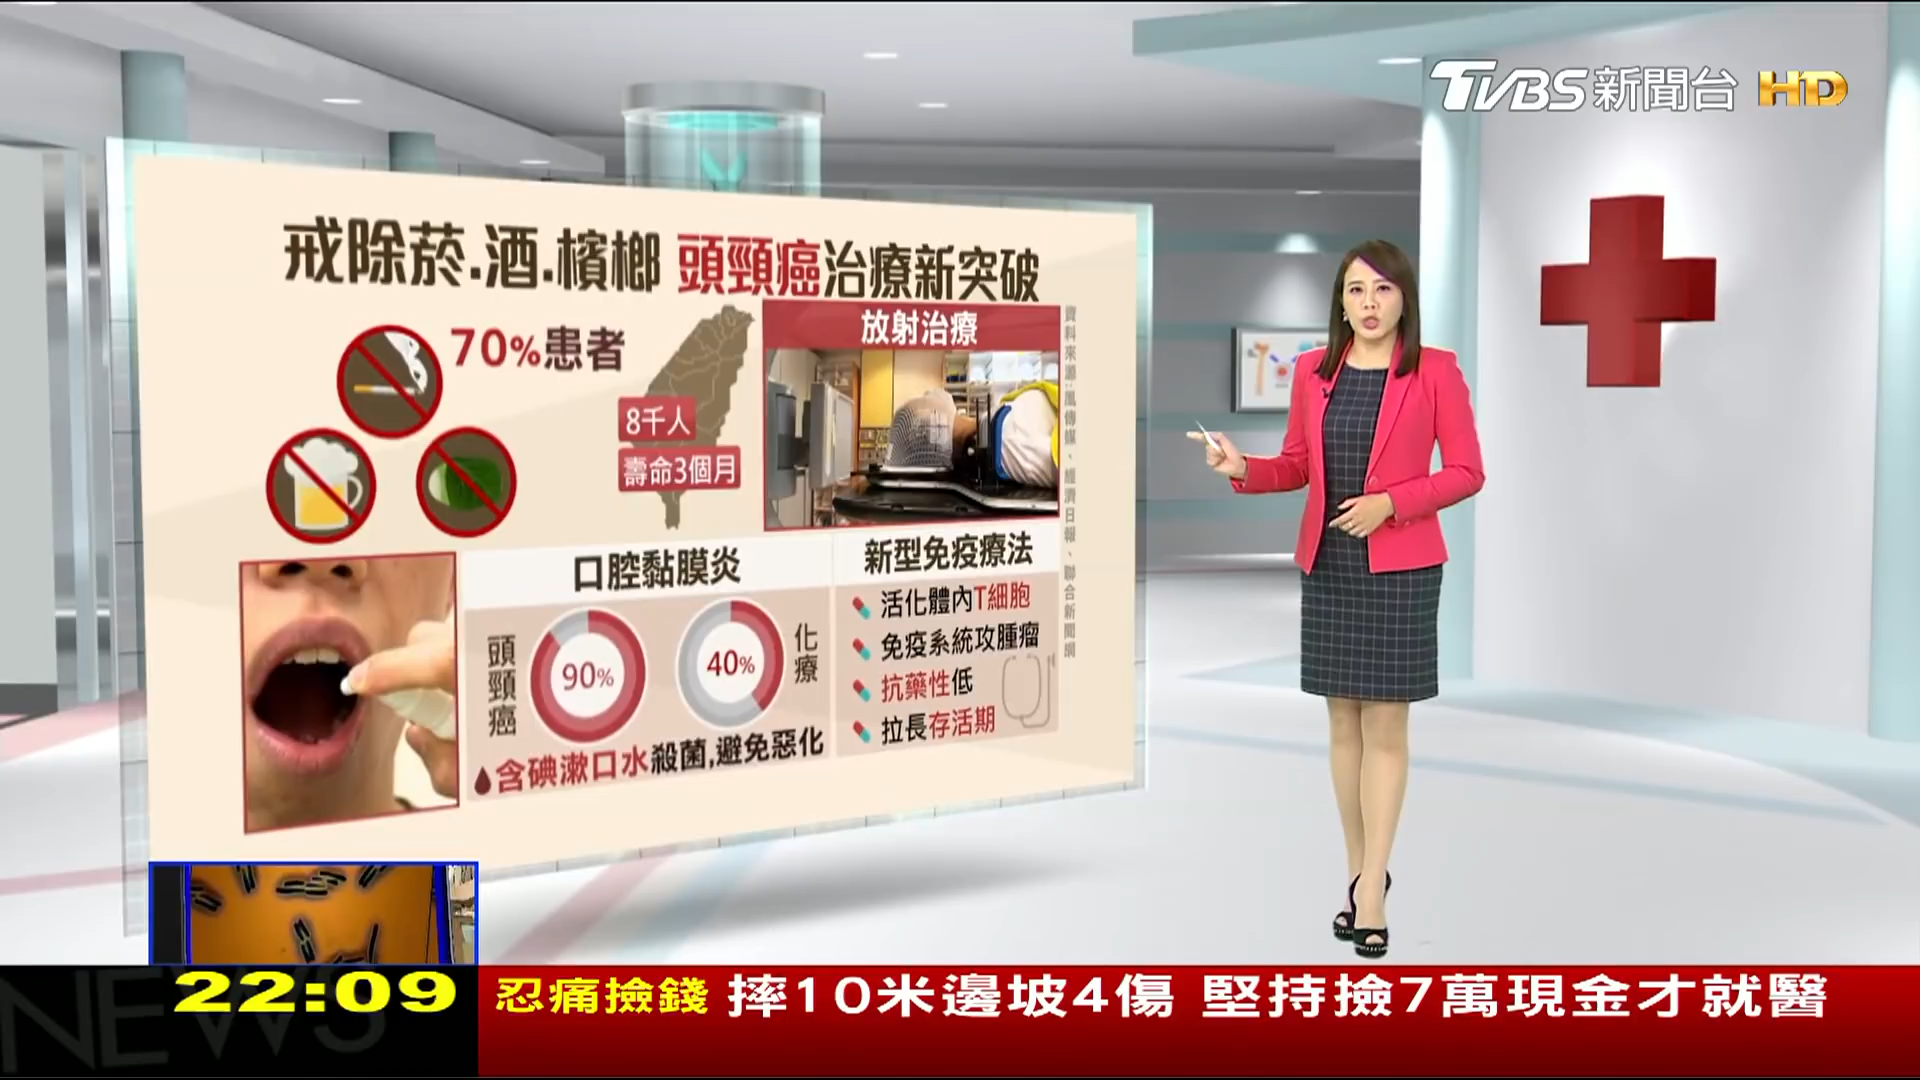 TVBS新聞台 HD
戒除菸.酒.檳榔 頭頸癌治療新突破
70%患者
8千人
壽命3個月
放射治療
資料來源:風傳媒、經濟日報、聯合新聞網
口腔黏膜炎
頭頸癌
90%
40%
化療
含碘漱口水殺菌,避免惡化
新型免疫療法
活化體內T細胞
免疫系統攻腫瘤
抗藥性低
拉長存活期
NEWS
22:09
忍痛撿錢 摔10米邊坡4傷 堅持撿7萬現金才就醫